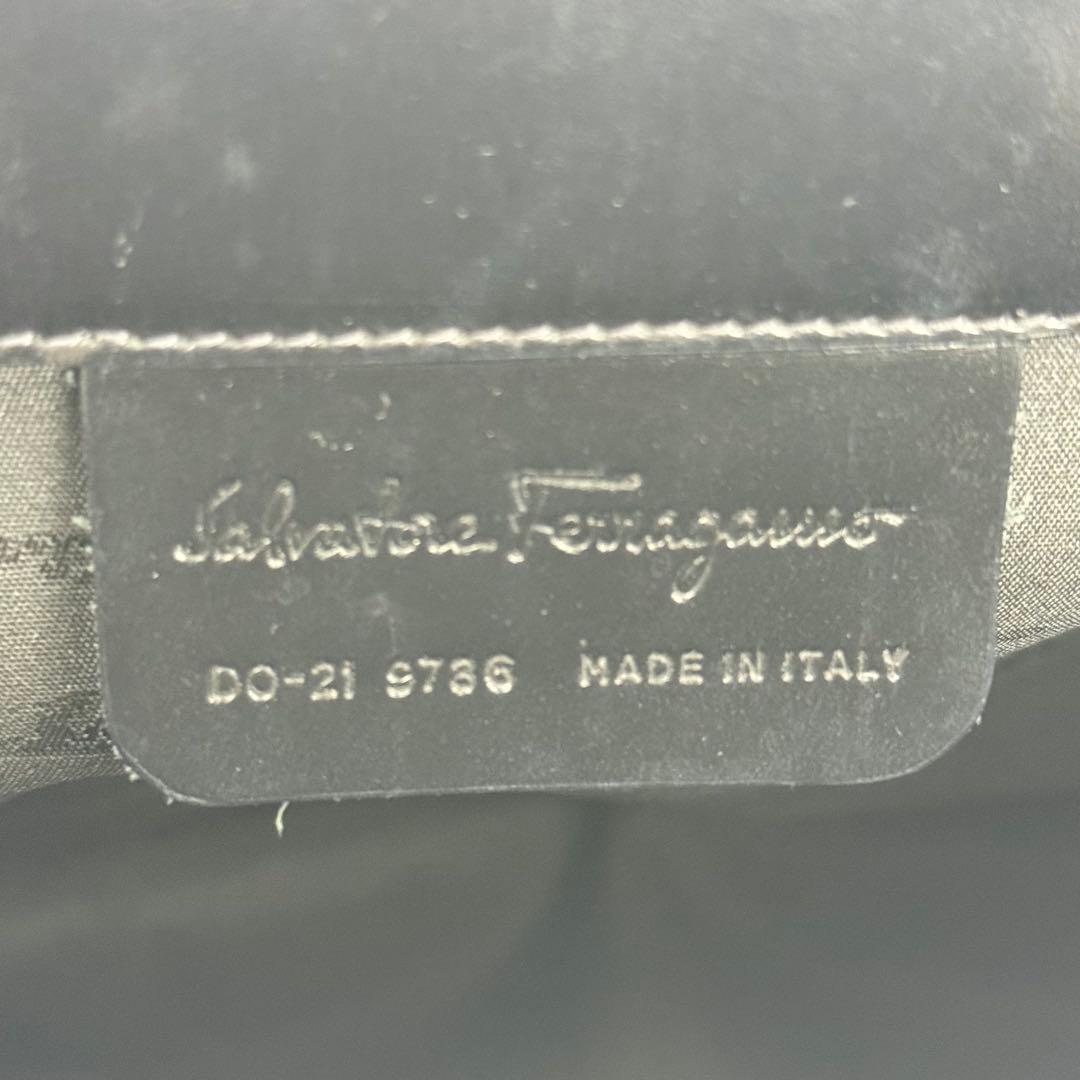 Salvatore Ferragamo
DO-21 9736 MADE IN ITALY